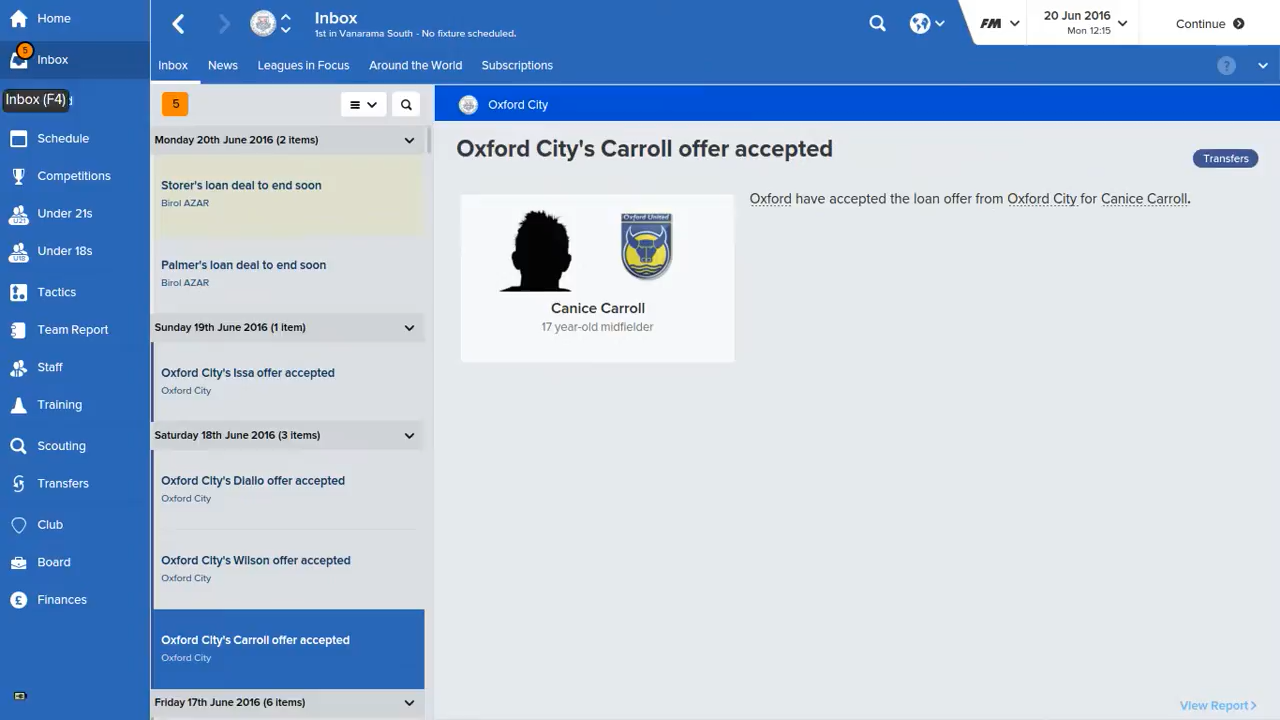 Home
5
Inbox
Inbox (F4)
Schedule
Competitions
Under 21s
Under 18s
Tactics
Team Report
Staff
Training
Scouting
Transfers
Club
Board
Finances
Inbox
1st in Vanarama South - No fixture scheduled.
FM
20 Jun 2016
Mon 12:15
Continue
Inbox News Leagues in Focus Around the World Subscriptions
?
5
Monday 20th June 2016 (2 items)
Storer's loan deal to end soon
Birol AZAR
Palmer's loan deal to end soon
Birol AZAR
Sunday 19th June 2016 (1 item)
Oxford City's Issa offer accepted
Oxford City
Saturday 18th June 2016 (3 items)
Oxford City's Diallo offer accepted
Oxford City
Oxford City's Wilson offer accepted
Oxford City
Oxford City's Carroll offer accepted
Oxford City
Friday 17th June 2016 (6 items)
Oxford City
Oxford City's Carroll offer accepted
Transfers
Oxford United
Canice Carroll
17 year-old midfielder
Oxford have accepted the loan offer from Oxford City for Canice Carroll.
View Report